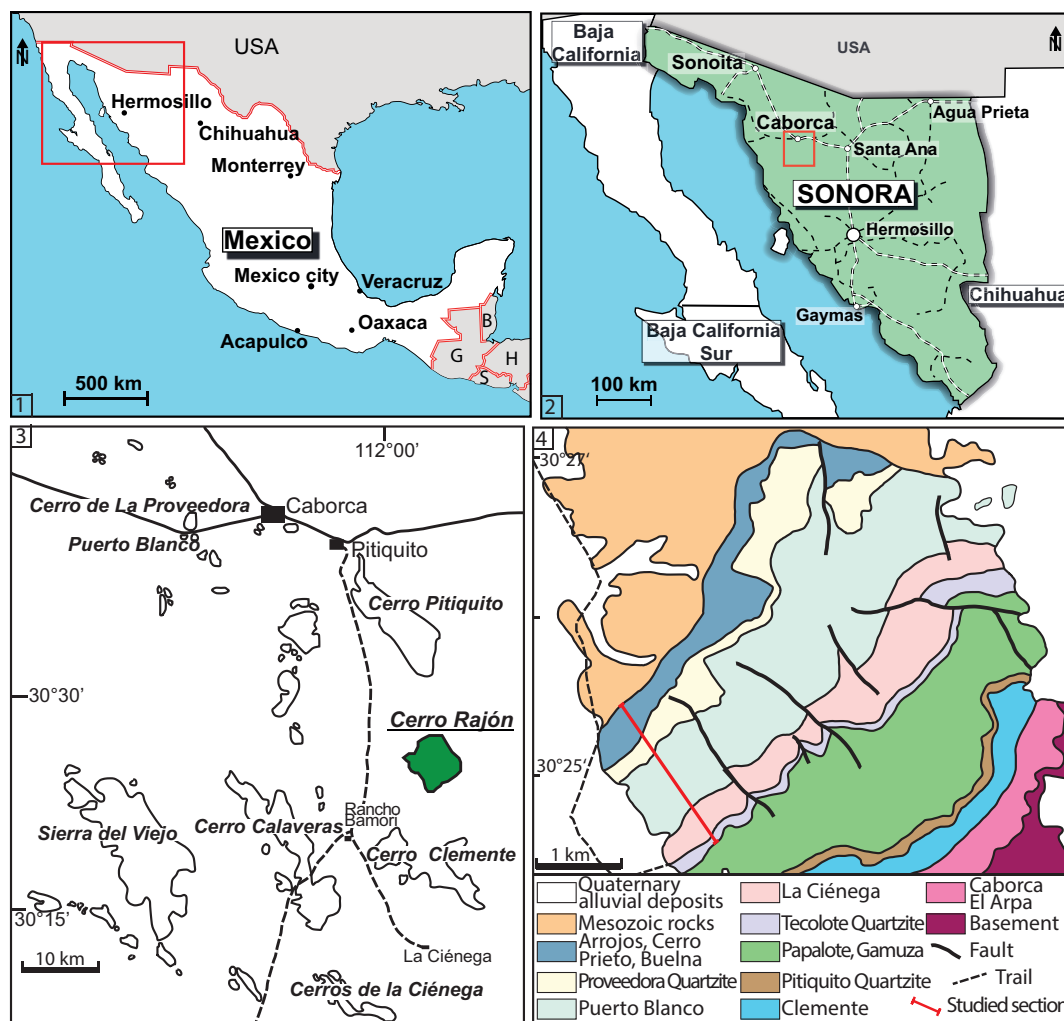 N
USA
Hermosillo
Chihuahua
Monterrey
Mexico
Mexico city
Veracruz
Acapulco
Oaxaca
B
G
H
S
500 km
1
Baja
California
N
USA
Sonoita
Agua Prieta
Caborca
Santa Ana
SONORA
Hermosillo
Chihuahua
Gaymas
Baja California
Sur
100 km
2
3
112°00'
Cerro de La Proveedora
Caborca
Puerto Blanco
Pitiquito
Cerro Pitiquito
30°30'
Cerro Rajón
Rancho
Bamori
Sierra del Viejo
Cerro Calaveras
Cerro Clemente
30°15'
10 km
La Ciénega
Cerros de la Ciénega
4
30°27'
30°25'
1 km
Quaternary
alluvial deposits
Mesozoic rocks
Arrojos, Cerro
Prieto, Buelna
Proveedora Quartzite
Puerto Blanco
La Ciénega
Tecolote Quartzite
Papalote, Gamuza
Pitiquito Quartzite
Clemente
Caborca
El Arpa
Basement
Fault
Trail
Studied section